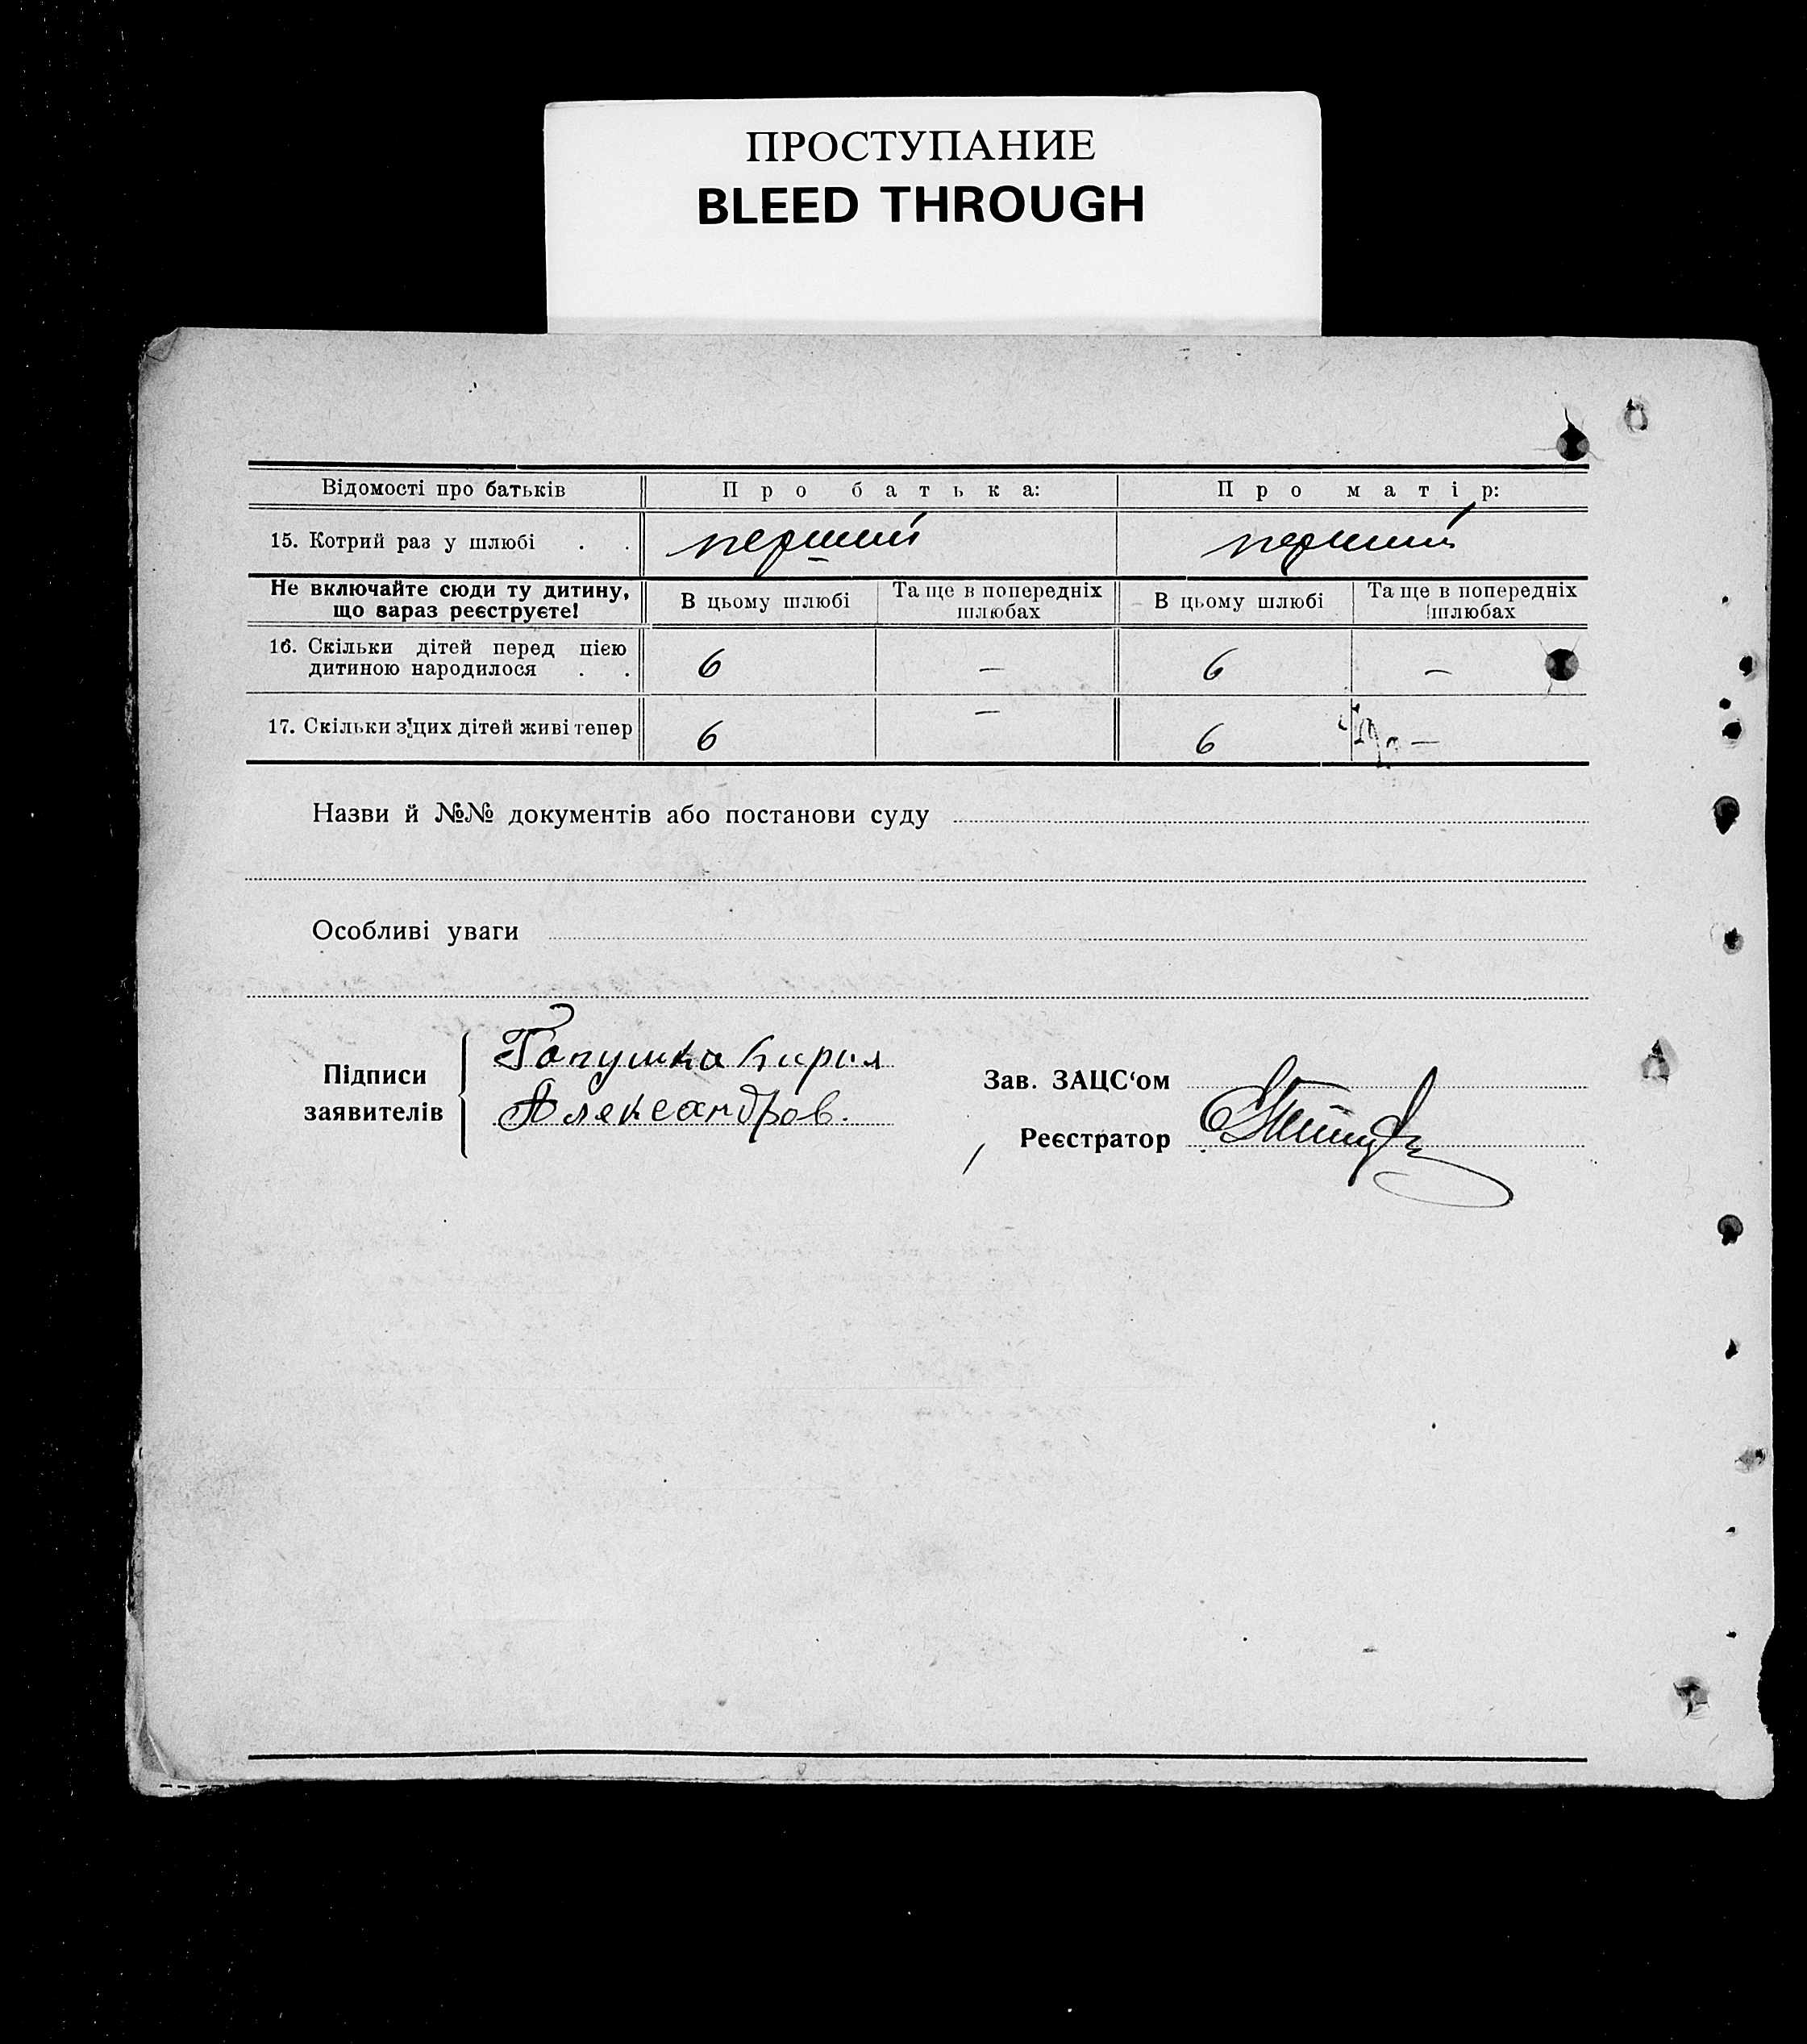 ПРОСТУПАНИЕ
BLEED THROUGH
Відомості про батьків Про батька: Про матір:
15. Котрий раз у шлюбі . . перший перший
Не включайте сюди ту дитину, що зараз реєструєте! В цьому шлюбі Та ще в попередніх шлюбах В цьому шлюбі Та ще в попередніх шлюбах
16. Скільки дітей перед цією дитиною народилося . . 6 — 6 —
17. Скільки з цих дітей живі тепер 6 — 6 —
Назви й №№ документів або постанови суду
Особливі уваги
Підписи заявителів
Гапушка Кирил
Александров.
Зав. ЗАЦС‘ом
Реєстратор